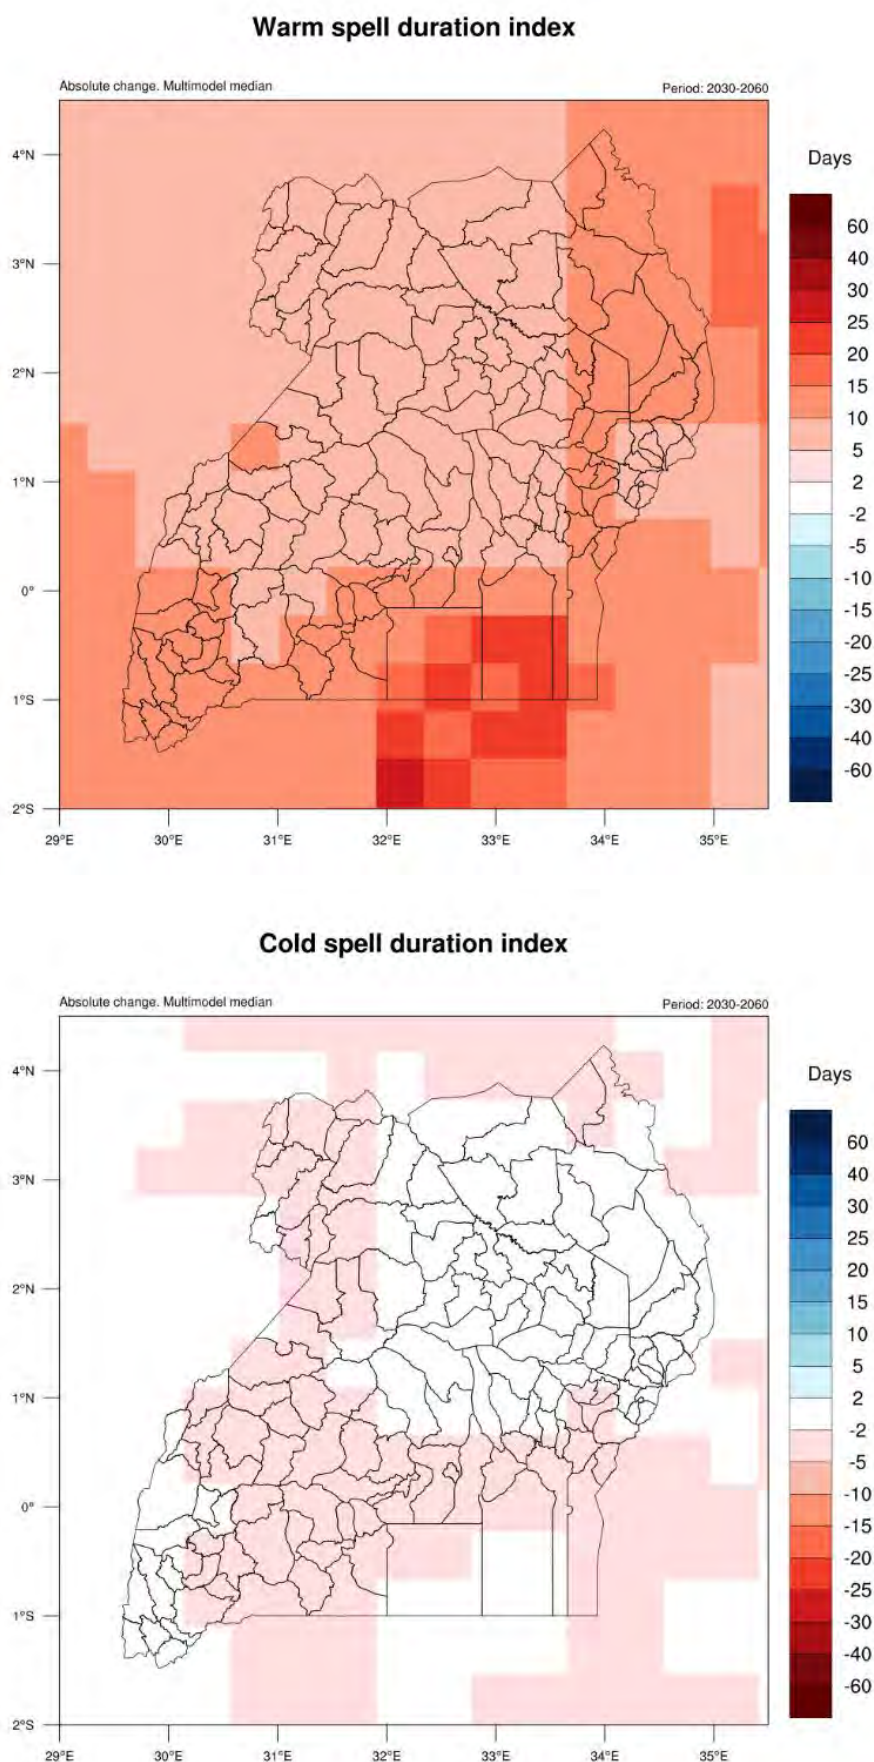 Warm spell duration index
Absolute change. Multimodel median
Period: 2030-2060
Days
4°N
3°N
2°N
1°N
0°
1°S
2°S
29°E
30°E
31°E
32°E
33°E
34°E
35°E
60
40
30
25
20
15
10
5
2
-2
-5
-10
-15
-20
-25
-30
-40
-60
Cold spell duration index
Absolute change. Multimodel median
Period: 2030-2060
Days
4°N
3°N
2°N
1°N
0°
1°S
2°S
29°E
30°E
31°E
32°E
33°E
34°E
35°E
60
40
30
25
20
15
10
5
2
-2
-5
-10
-15
-20
-25
-30
-40
-60